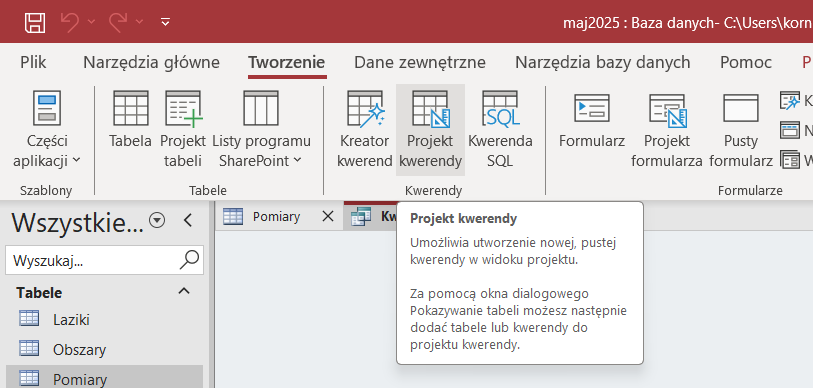 maj2025 : Baza danych- C:\Users\korn
Plik Narzędzia główne Tworzenie Dane zewnętrzne Narzędzia bazy danych Pomoc P
Części aplikacji
Tabela
Projekt tabeli
Listy programu SharePoint
Kreator kwerend
Projekt kwerendy
Kwerenda SQL
Formularz
Projekt formularza
Pusty formularz
K
N
W
Szablony Tabele Kwerendy Formularze
Wszystkie...
Pomiary
Kw
Projekt kwerendy
Umożliwia utworzenie nowej, pustej
kwerendy w widoku projektu.
Za pomocą okna dialogowego
Pokazywanie tabeli możesz następnie
dodać tabele lub kwerendy do
projektu kwerendy.
Wyszukaj...
Tabele
Laziki
Obszary
Pomiary